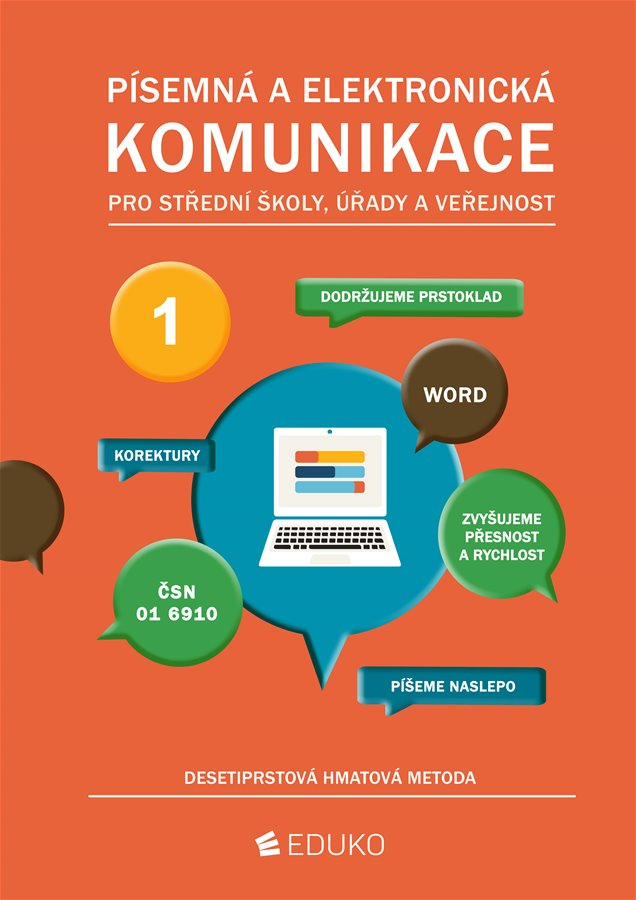 PÍSEMNÁ A ELEKTRONICKÁ
KOMUNIKACE
PRO STŘEDNÍ ŠKOLY, ÚŘADY A VEŘEJNOST
1
DODRŽUJEME PRSTOKLAD
WORD
KOREKTURY
ZVYŠUJEME
PŘESNOST
A RYCHLOST
ČSN
01 6910
PÍŠEME NASLEPO
DESETIPRSTOVÁ HMATOVÁ METODA
EDUKO